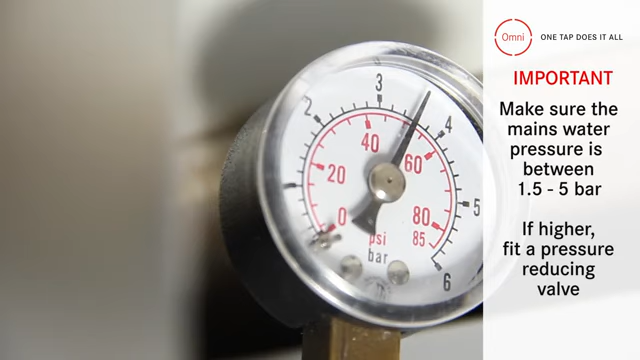 Omni
ONE TAP DOES IT ALL
IMPORTANT
Make sure the
mains water
pressure is
between
1.5 - 5 bar
If higher,
fit a pressure
reducing
valve
2
3
4
5
6
0
20
40
60
80
85
psi
bar